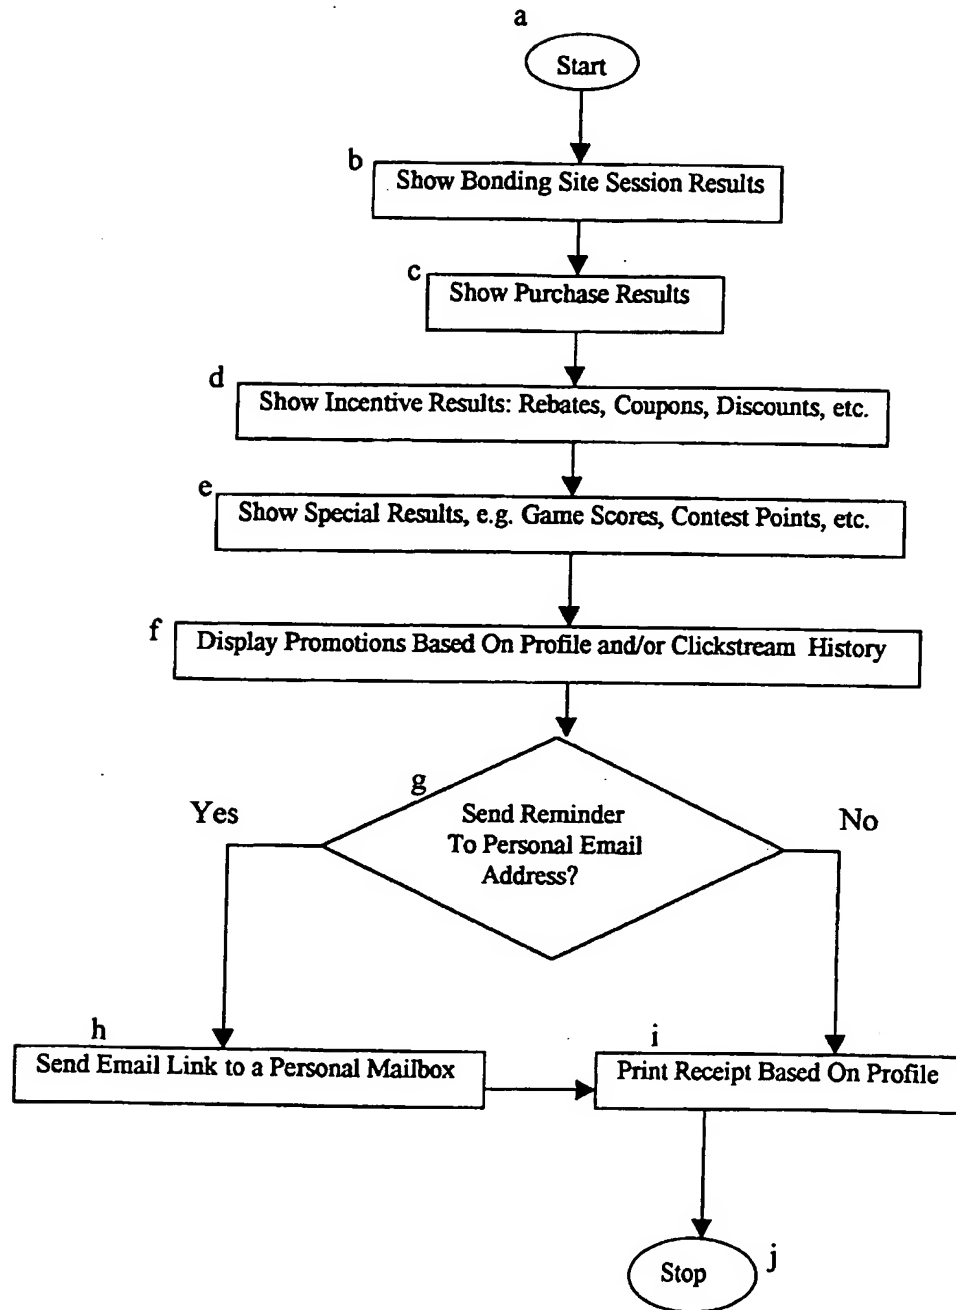 a
Start
b
Show Bonding Site Session Results
c
Show Purchase Results
d
Show Incentive Results: Rebates, Coupons, Discounts, etc.
e
Show Special Results, e.g. Game Scores, Contest Points, etc.
f
Display Promotions Based On Profile and/or Clickstream History
g
Yes
Send Reminder
To Personal Email
Address?
No
h
Send Email Link to a Personal Mailbox
i
Print Receipt Based On Profile
Stop
j